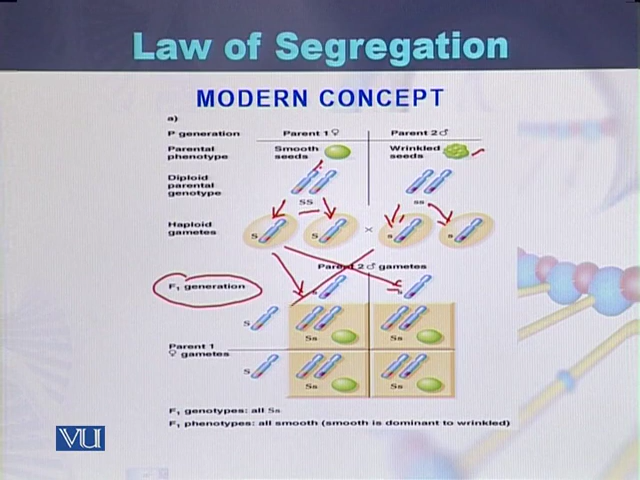 Law of Segregation
MODERN CONCEPT
a)
P generation Parent 1 ♀ Parent 2 ♂
Parental phenotype Smooth seeds Wrinkled seeds
Diploid parental genotype SS ss
Haploid gametes S S × s s
Parent 2 ♂ gametes
F₁ generation
S Ss Ss
Parent 1 ♀ gametes
S Ss Ss
F₁ genotypes: all Ss
F₁ phenotypes: all smooth (smooth is dominant to wrinkled)
VU